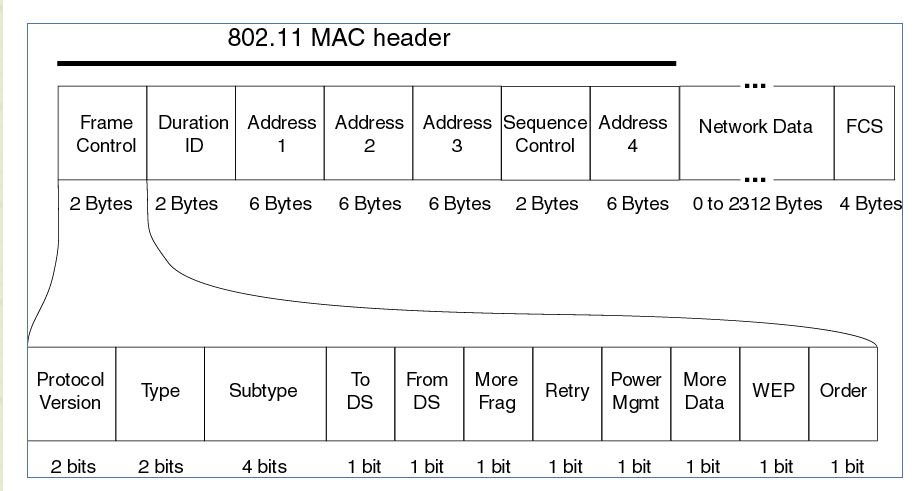 802.11 MAC header
Frame Control
Duration ID
Address 1
Address 2
Address 3
Sequence Control
Address 4
...
Network Data
...
FCS
2 Bytes
2 Bytes
6 Bytes
6 Bytes
6 Bytes
2 Bytes
6 Bytes
0 to 2312 Bytes
4 Bytes
Protocol Version
Type
Subtype
To DS
From DS
More Frag
Retry
Power Mgmt
More Data
WEP
Order
2 bits
2 bits
4 bits
1 bit
1 bit
1 bit
1 bit
1 bit
1 bit
1 bit
1 bit